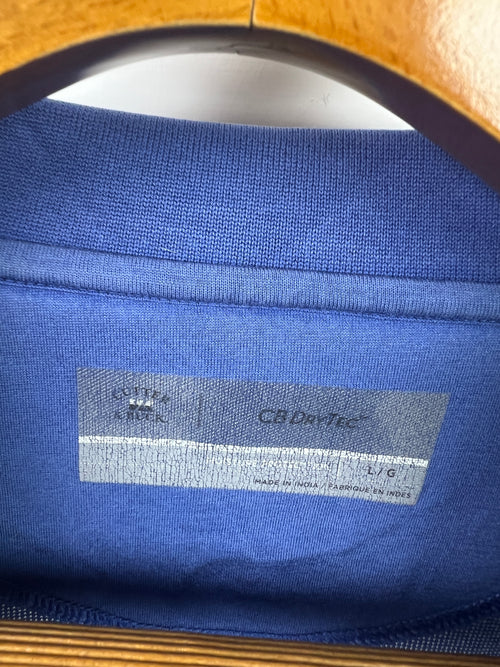 CUTTER
& BUCK
CB DRYTEC
L/G
MADE IN INDIA / FABRIQUE EN INDES